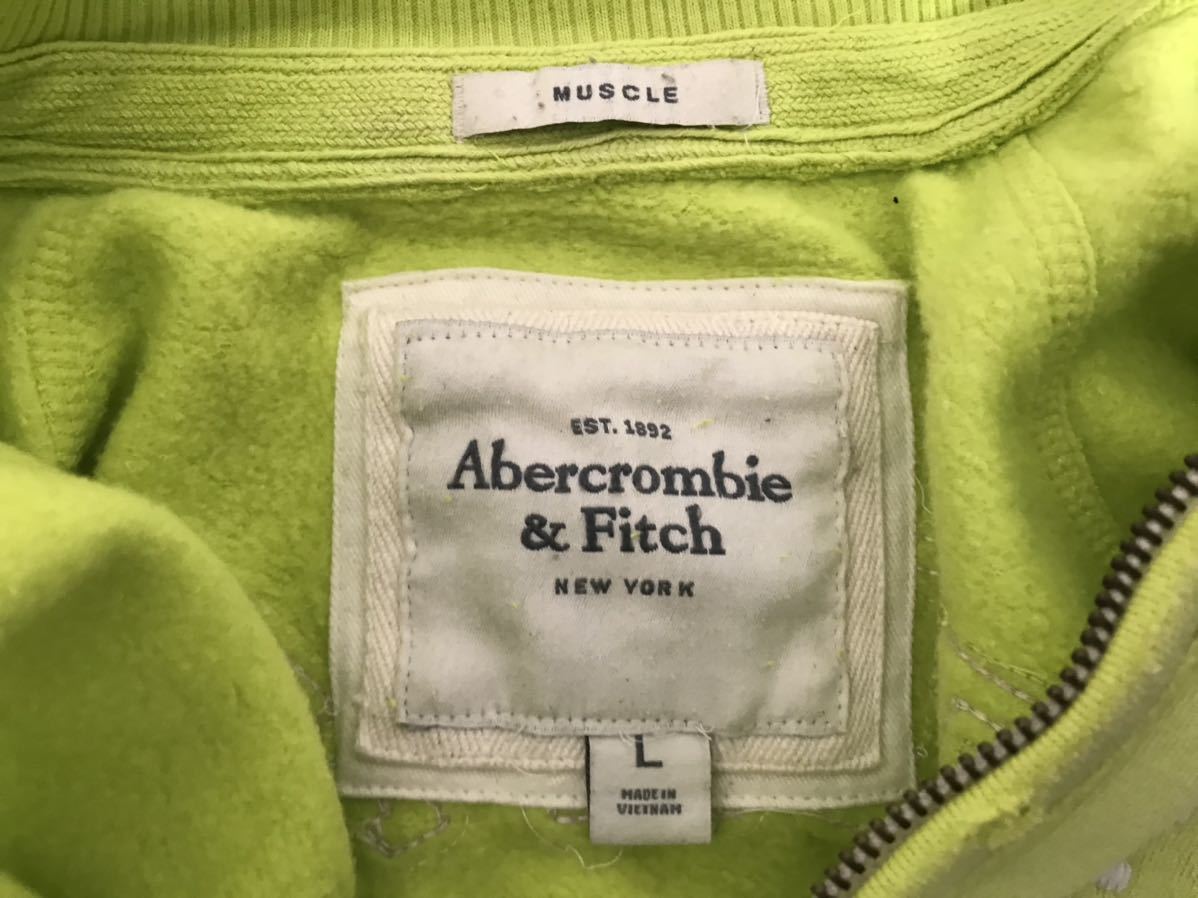 MUSCLE
EST. 1892
Abercrombie
& Fitch
NEW YORK
L
MADE IN
VIETNAM